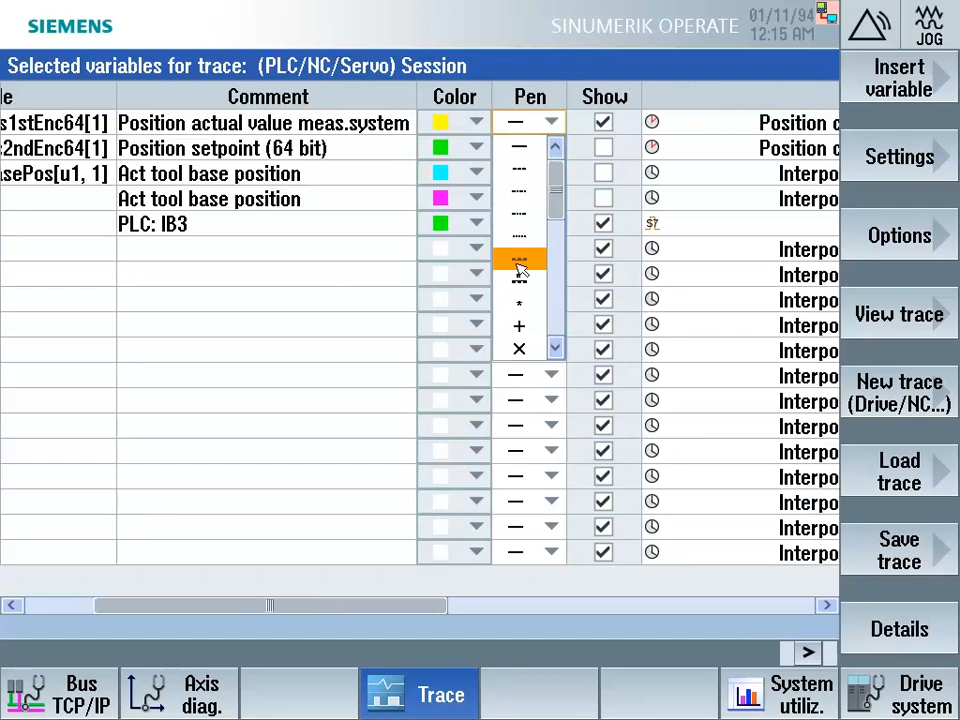 SIEMENS
SINUMERIK OPERATE
01/11/94
12:15 AM
JOG
Selected variables for trace: (PLC/NC/Servo) Session
le Comment Color Pen Show
s1stEnc64[1] Position actual value meas.system Position c
2ndEnc64[1] Position setpoint (64 bit) Position c
asePos[u1, 1] Act tool base position Interpo
Act tool base position Interpo
PLC: IB3 S7
Interpo
Interpo
Interpo
Interpo
Interpo
Interpo
Interpo
Interpo
Interpo
Interpo
Interpo
Interpo
Interpo
Insert
variable
Settings
Options
View trace
New trace
(Drive/NC...)
Load
trace
Save
trace
Details
>
Bus
TCP/IP
Axis
diag.
Trace
System
utiliz.
Drive
system